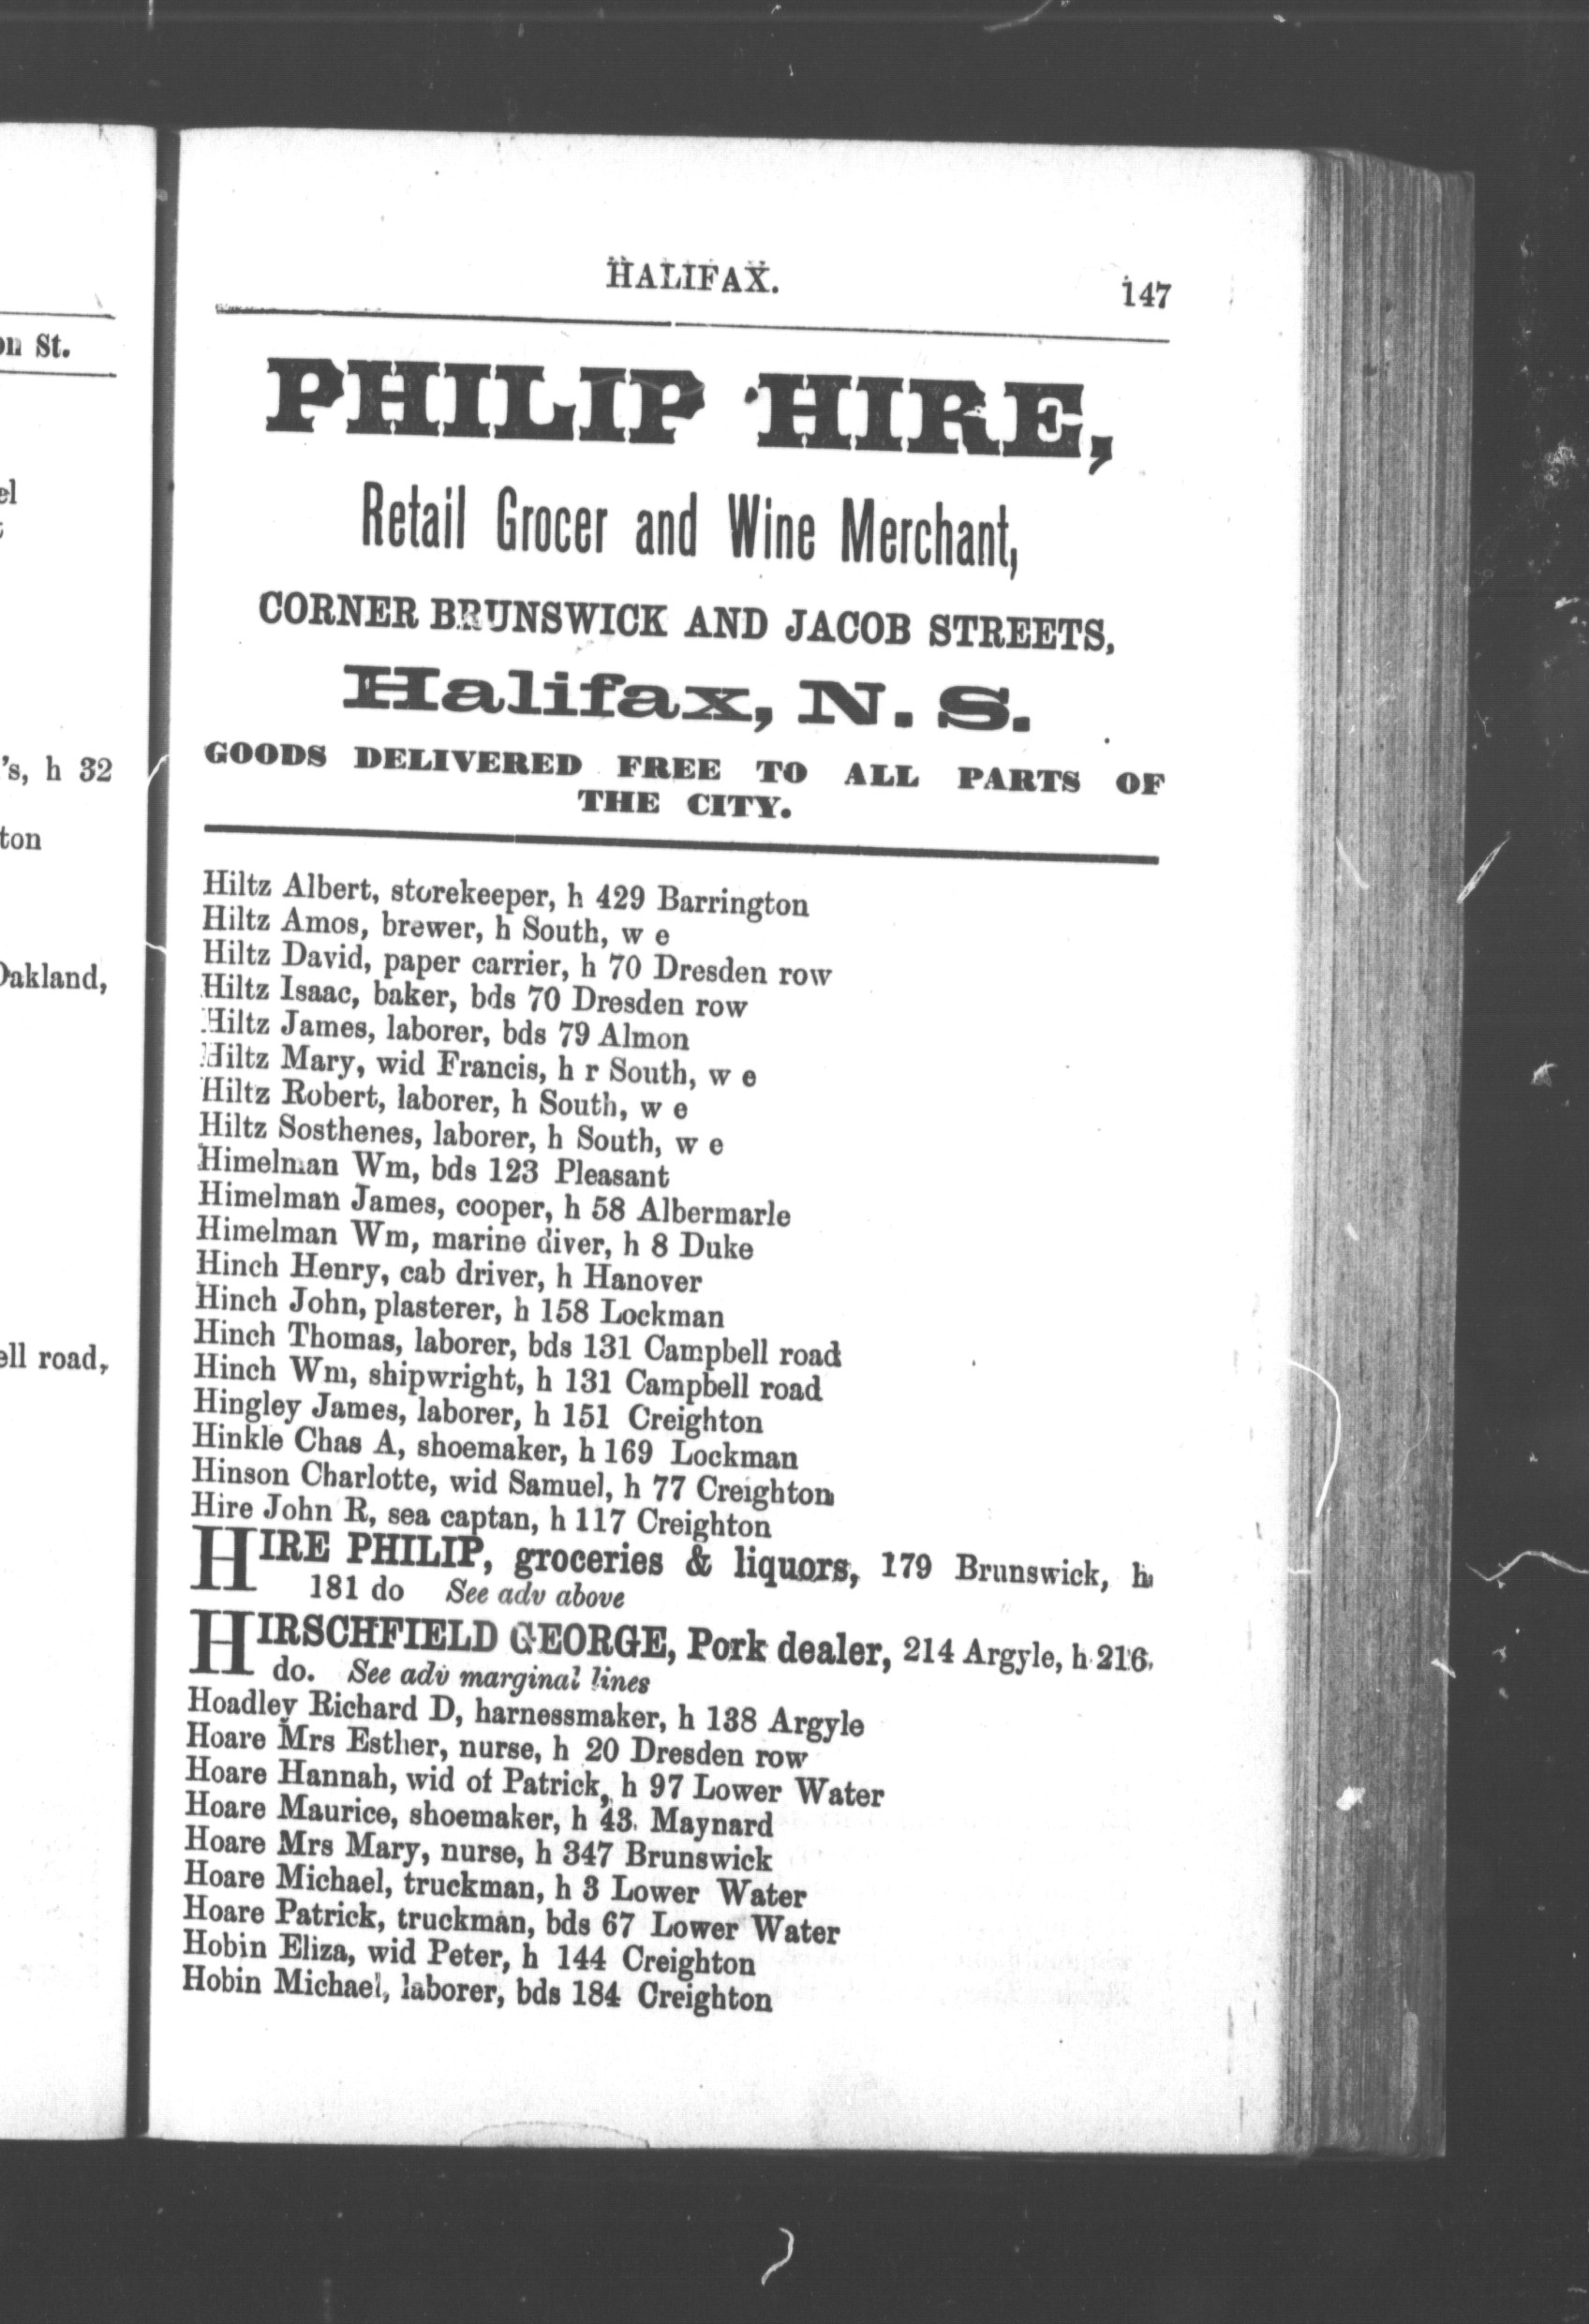 HALIFAX.
147
PHILIP HIRE,
Retail Grocer and Wine Merchant,
CORNER BRUNSWICK AND JACOB STREETS,
Halifax, N. S.
GOODS DELIVERED FREE TO ALL PARTS OF
THE CITY.
Hiltz Albert, storekeeper, h 429 Barrington
Hiltz Amos, brewer, h South, w e
Hiltz David, paper carrier, h 70 Dresden row
Hiltz Isaac, baker, bds 70 Dresden row
Hiltz James, laborer, bds 79 Almon
Hiltz Mary, wid Francis, h r South, w e
Hiltz Robert, laborer, h South, w e
Hiltz Sosthenes, laborer, h South, w e
Himelman Wm, bds 123 Pleasant
Himelman James, cooper, h 58 Albermarle
Himelman Wm, marine diver, h 8 Duke
Hinch Henry, cab driver, h Hanover
Hinch John, plasterer, h 158 Lockman
Hinch Thomas, laborer, bds 131 Campbell road
Hinch Wm, shipwright, h 131 Campbell road
Hingley James, laborer, h 151 Creighton
Hinkle Chas A, shoemaker, h 169 Lockman
Hinson Charlotte, wid Samuel, h 77 Creighton
Hire John R, sea captan, h 117 Creighton
HIRE PHILIP, groceries & liquors, 179 Brunswick, h
181 do See adv above
HIRSCHFIELD GEORGE, Pork dealer, 214 Argyle, h 216
do. See adv marginal lines
Hoadley Richard D, harnessmaker, h 138 Argyle
Hoare Mrs Esther, nurse, h 20 Dresden row
Hoare Hannah, wid of Patrick, h 97 Lower Water
Hoare Maurice, shoemaker, h 43 Maynard
Hoare Mrs Mary, nurse, h 347 Brunswick
Hoare Michael, truckman, h 3 Lower Water
Hoare Patrick, truckman, bds 67 Lower Water
Hobin Eliza, wid Peter, h 144 Creighton
Hobin Michael, laborer, bds 184 Creighton
St.
's, h 32
ton
Oakland,
ell road,